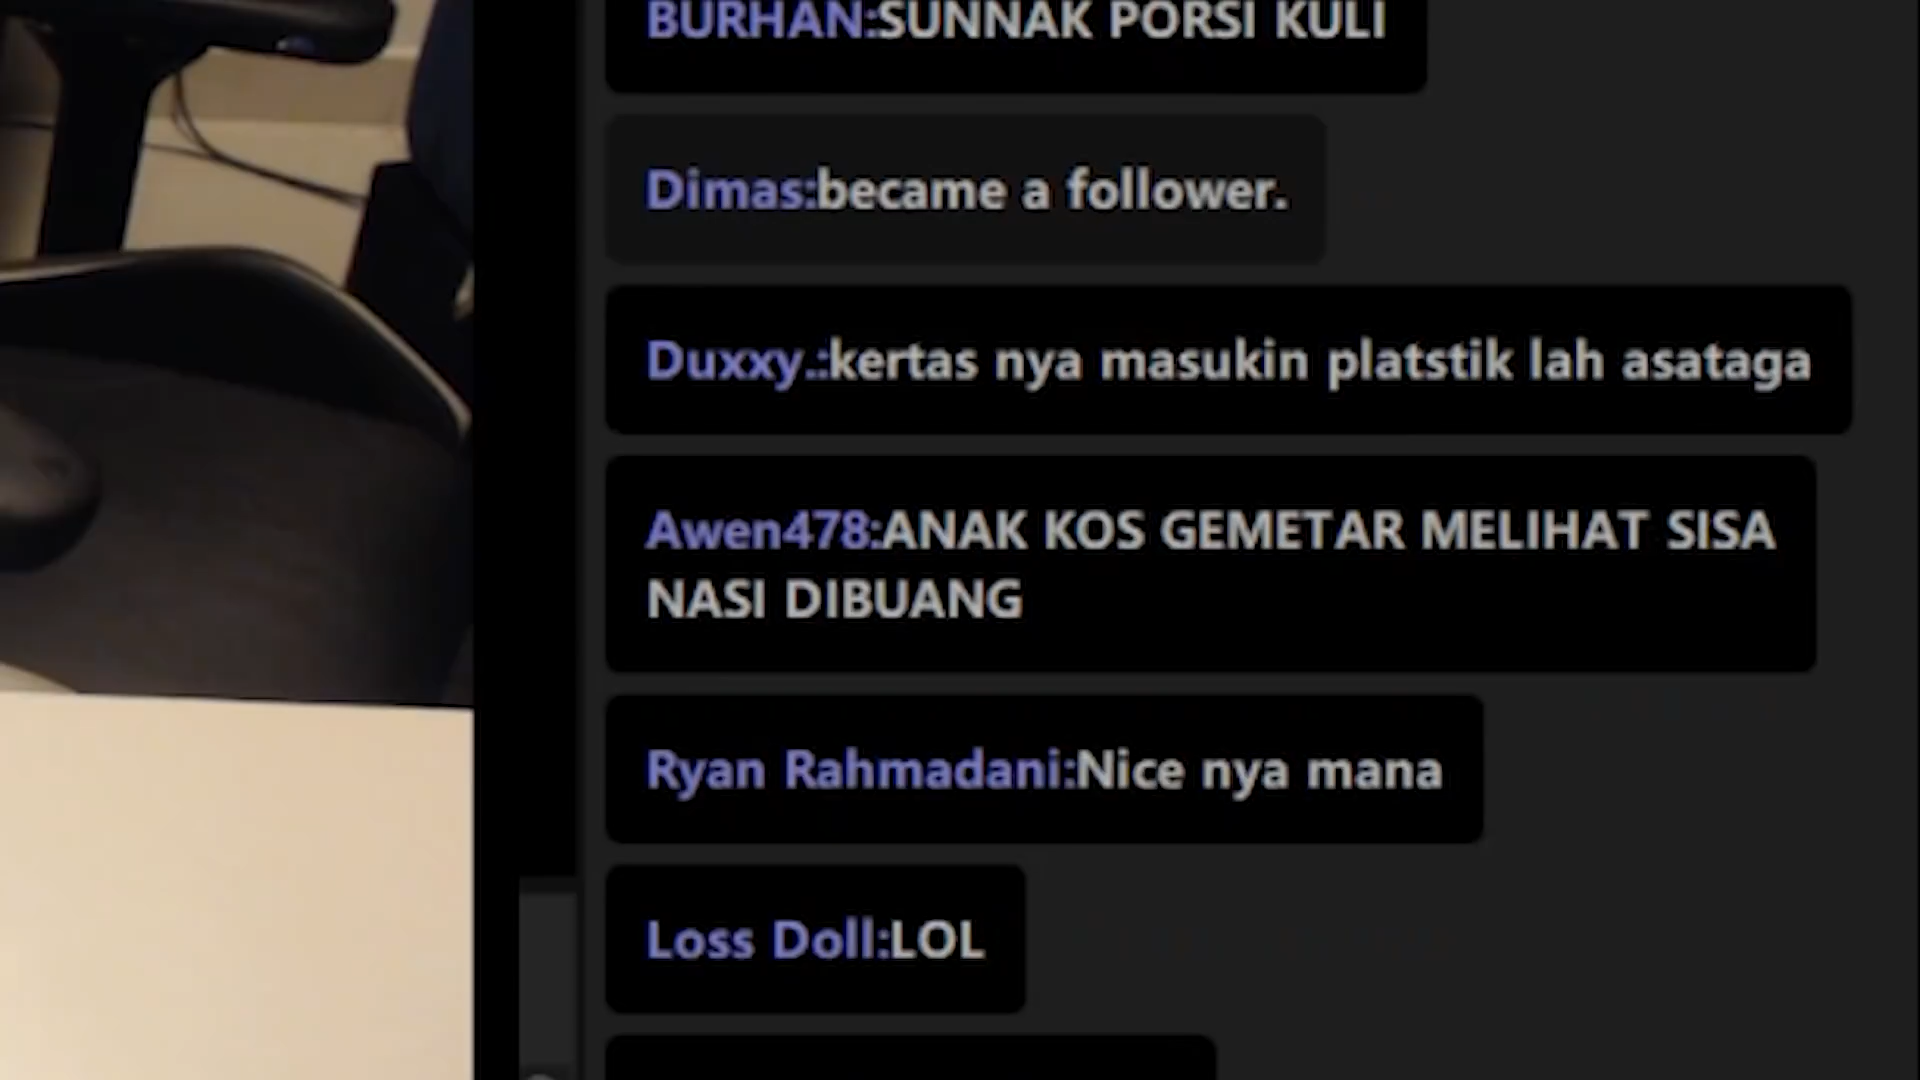 BURHAN:SUNNAK PORSI KULI
Dimas:became a follower.
Duxxy.:kertas nya masukin platstik lah asataga
Awen478:ANAK KOS GEMETAR MELIHAT SISA
NASI DIBUANG
Ryan Rahmadani:Nice nya mana
Loss Doll:LOL